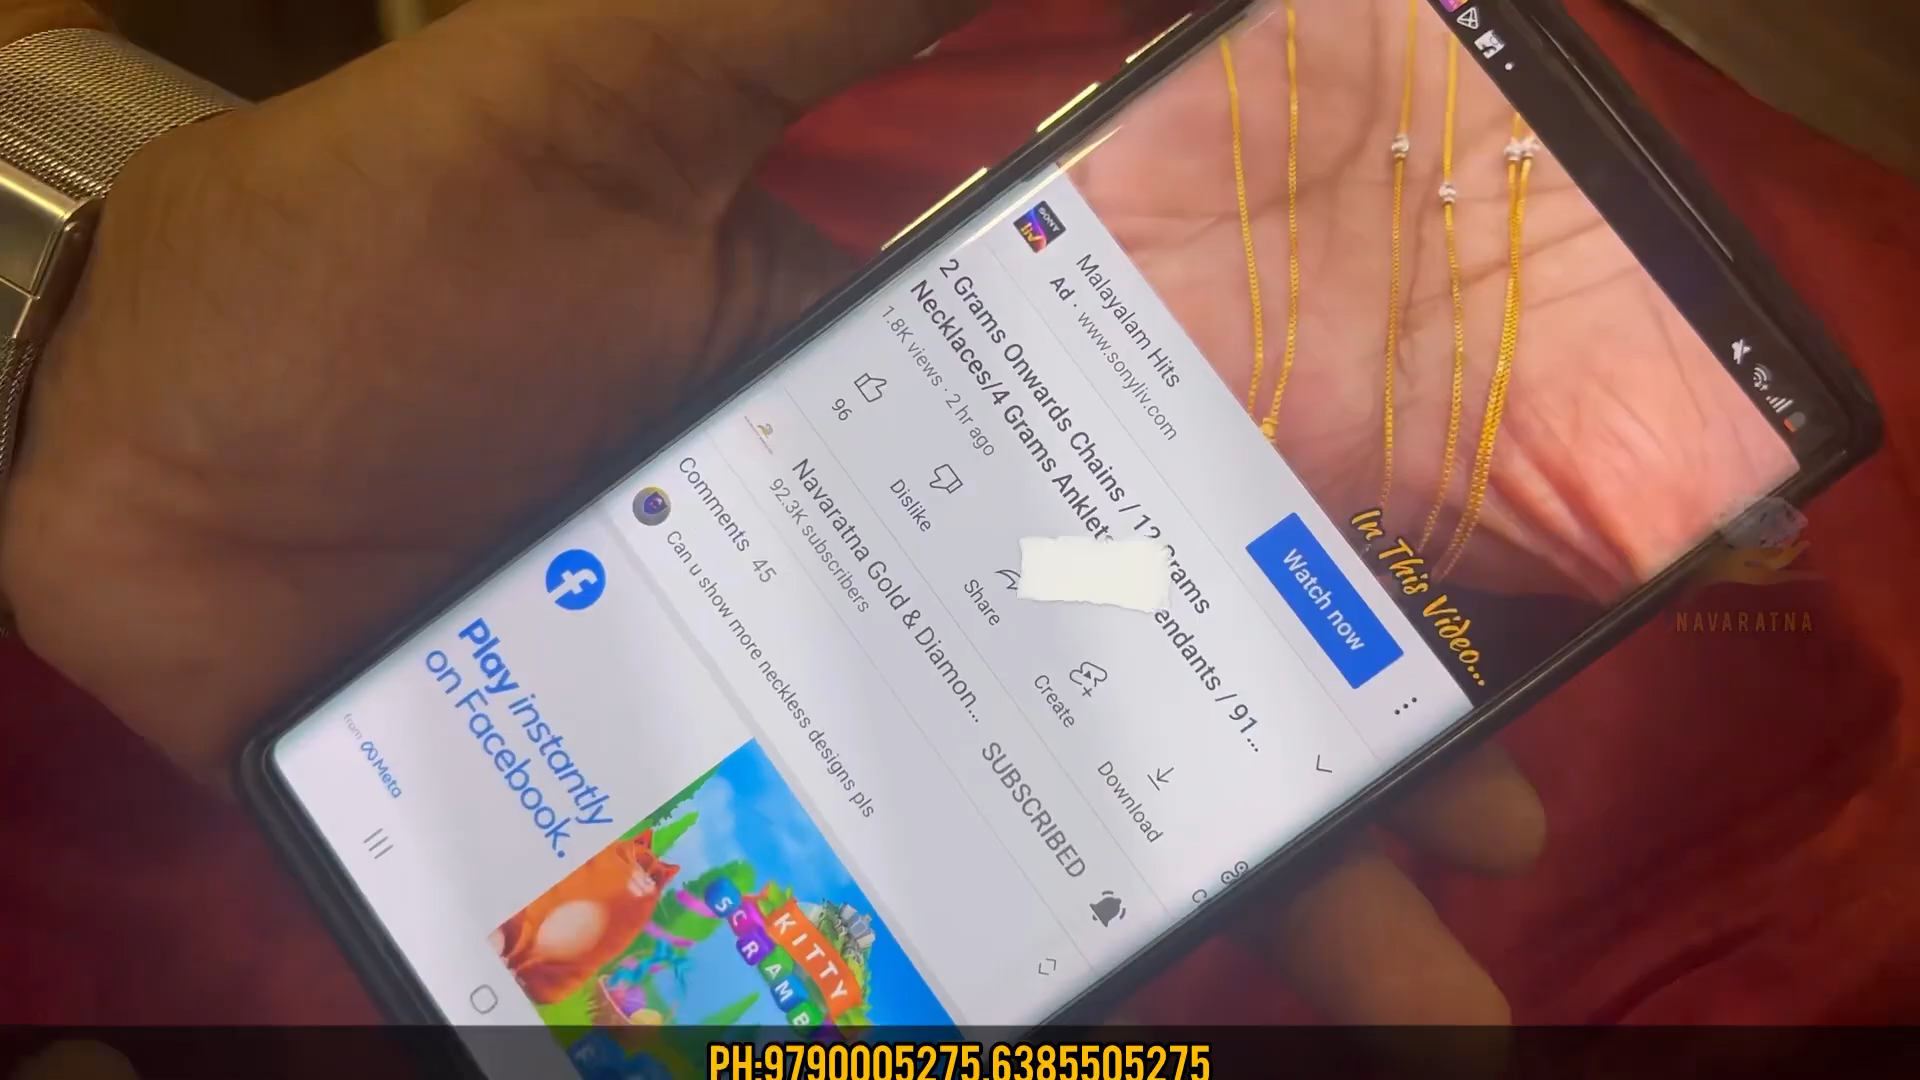 In This Video...
SONY
liv
Malayalam Hits
Ad · www.sonyliv.com
Watch now
2 Grams Onwards Chains / 12 Grams
Necklaces/4 Grams Anklets endants / 91...
1.8K views · 2 hr ago
96
Dislike
Share
Create
Download
Navaratna Gold & Diamon...
92.3K subscribers
SUBSCRIBED
Comments 45
Can u show more neckless designs pls
Play instantly
on Facebook.
from Meta
KITTY
SCRAMB
NAVARATNA
PH:9790005275,6385505275